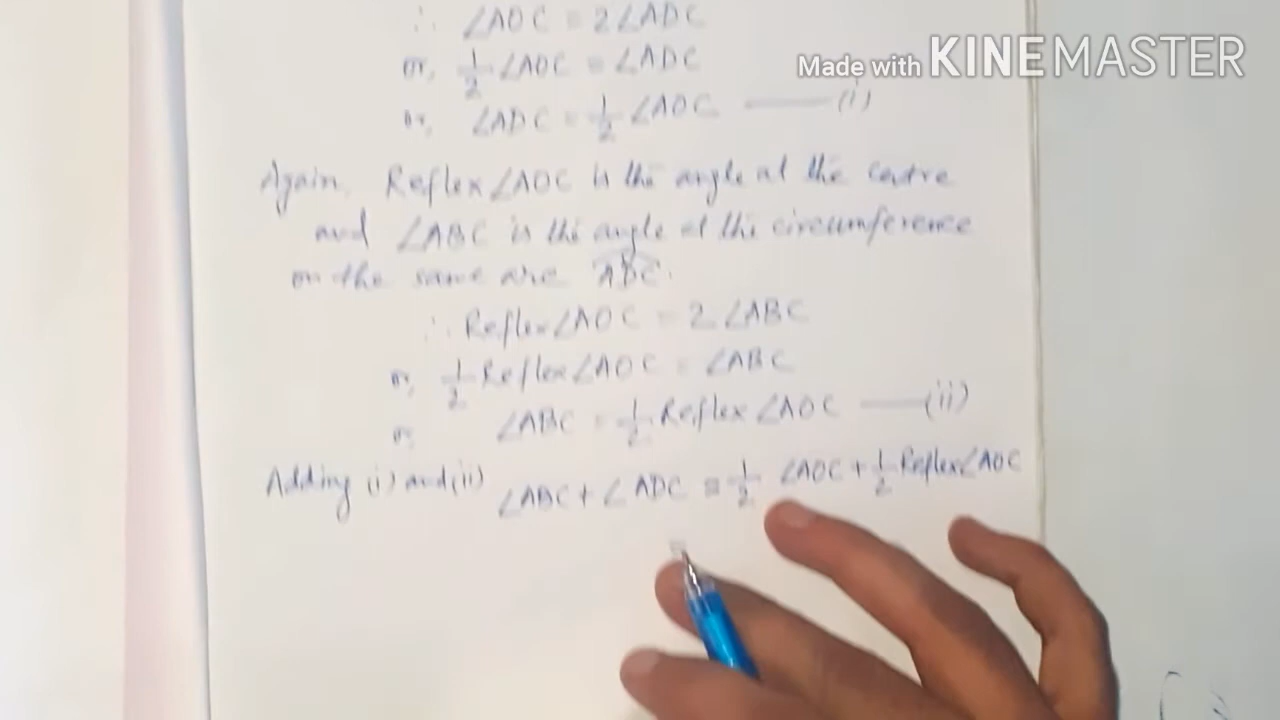 ∴ ∠AOC = 2∠ADC
or, 1/2 ∠AOC = ∠ADC
or, ∠ADC = 1/2 ∠AOC ——— (i)
Made with KINEMASTER
Again, Reflex ∠AOC is the angle at the centre
and ∠ABC is the angle at the circumference
on the same arc ADC.
∴ Reflex ∠AOC = 2 ∠ABC
or, 1/2 Reflex ∠AOC = ∠ABC
or, ∠ABC = 1/2 Reflex ∠AOC ——— (ii)
Adding (i) and (ii) ∠ABC + ∠ADC = 1/2 ∠AOC + 1/2 Reflex ∠AOC